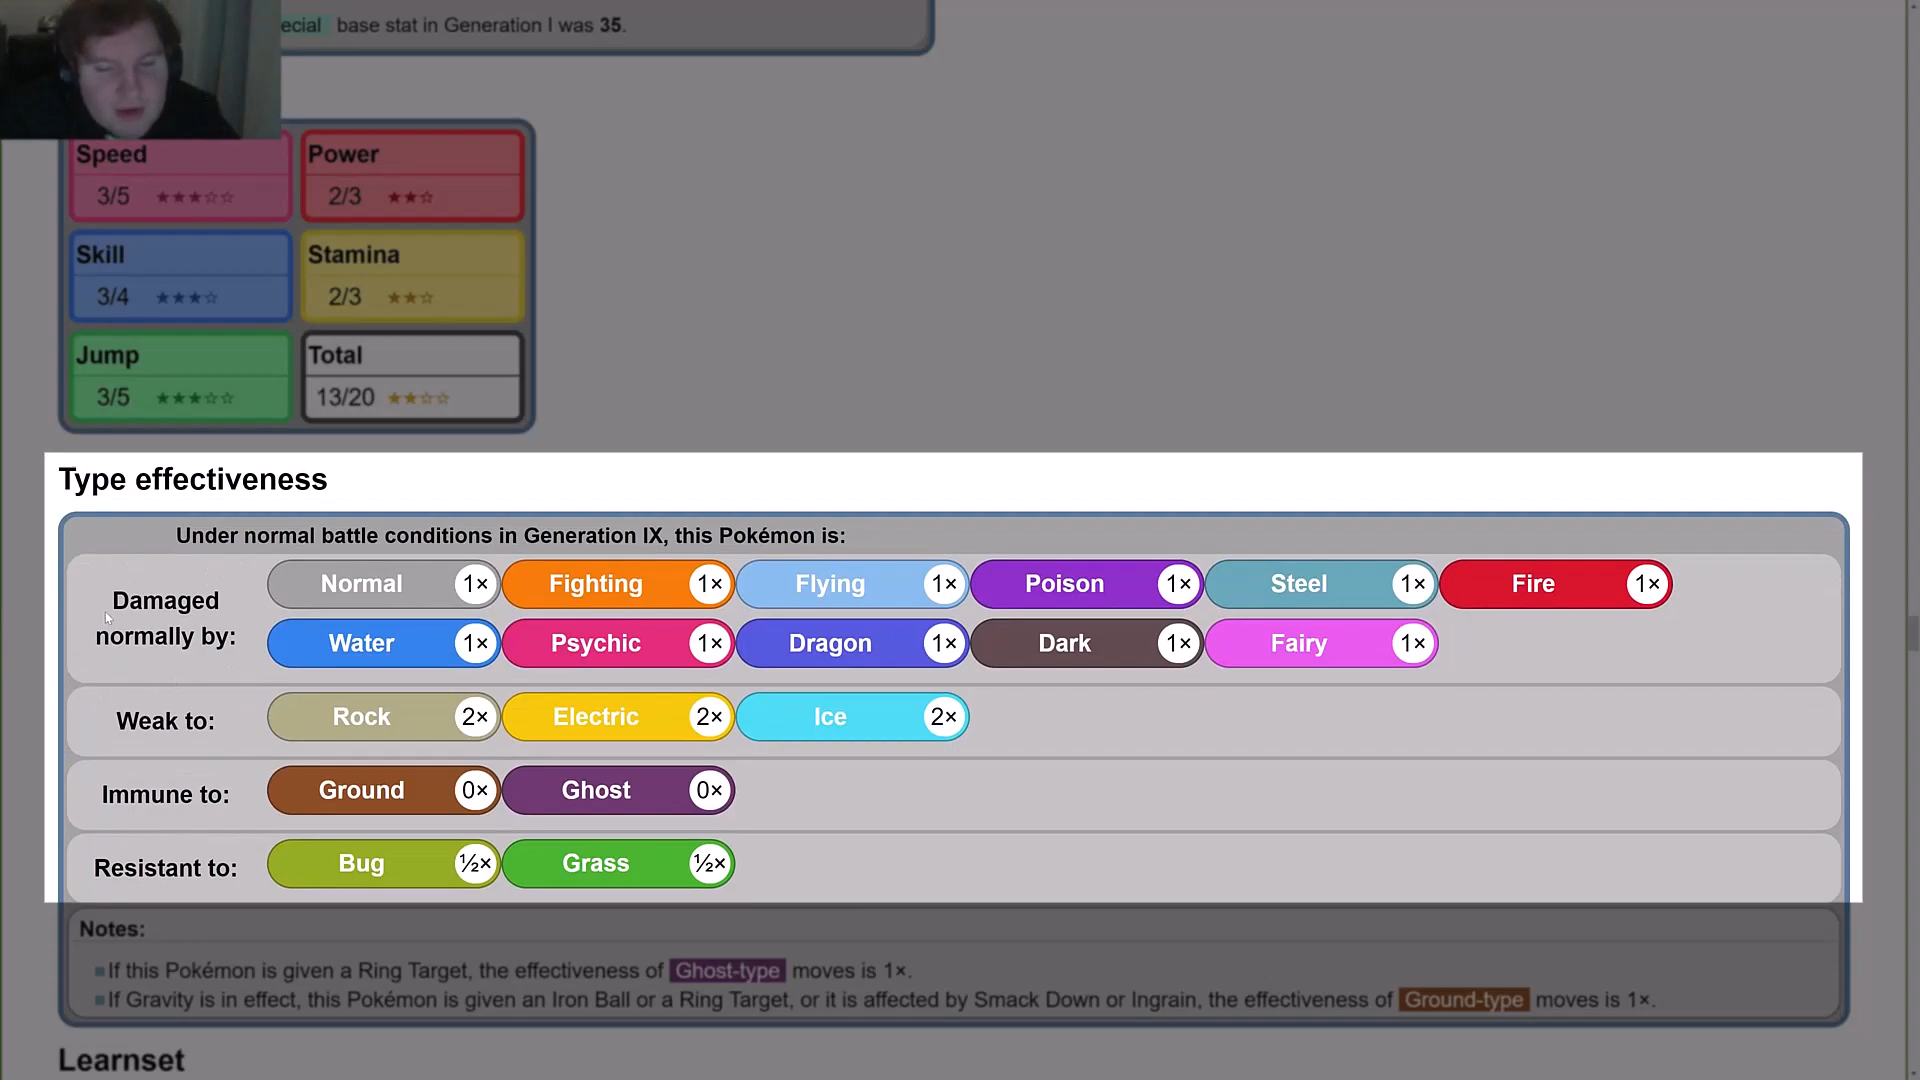 ecial base stat in Generation I was 35.
Speed Power
3/5 ★★★☆☆ 2/3 ★★☆
Skill Stamina
3/4 ★★★☆ 2/3 ★★☆
Jump Total
3/5 ★★★☆☆ 13/20 ★★☆☆
Type effectiveness
Under normal battle conditions in Generation IX, this Pokémon is:
Damaged normally by:
Normal 1× Fighting 1× Flying 1× Poison 1× Steel 1× Fire 1×
Water 1× Psychic 1× Dragon 1× Dark 1× Fairy 1×
Weak to: Rock 2× Electric 2× Ice 2×
Immune to: Ground 0× Ghost 0×
Resistant to: Bug ½× Grass ½×
Notes:
If this Pokémon is given a Ring Target, the effectiveness of Ghost-type moves is 1×.
If Gravity is in effect, this Pokémon is given an Iron Ball or a Ring Target, or it is affected by Smack Down or Ingrain, the effectiveness of Ground-type moves is 1×.
Learnset